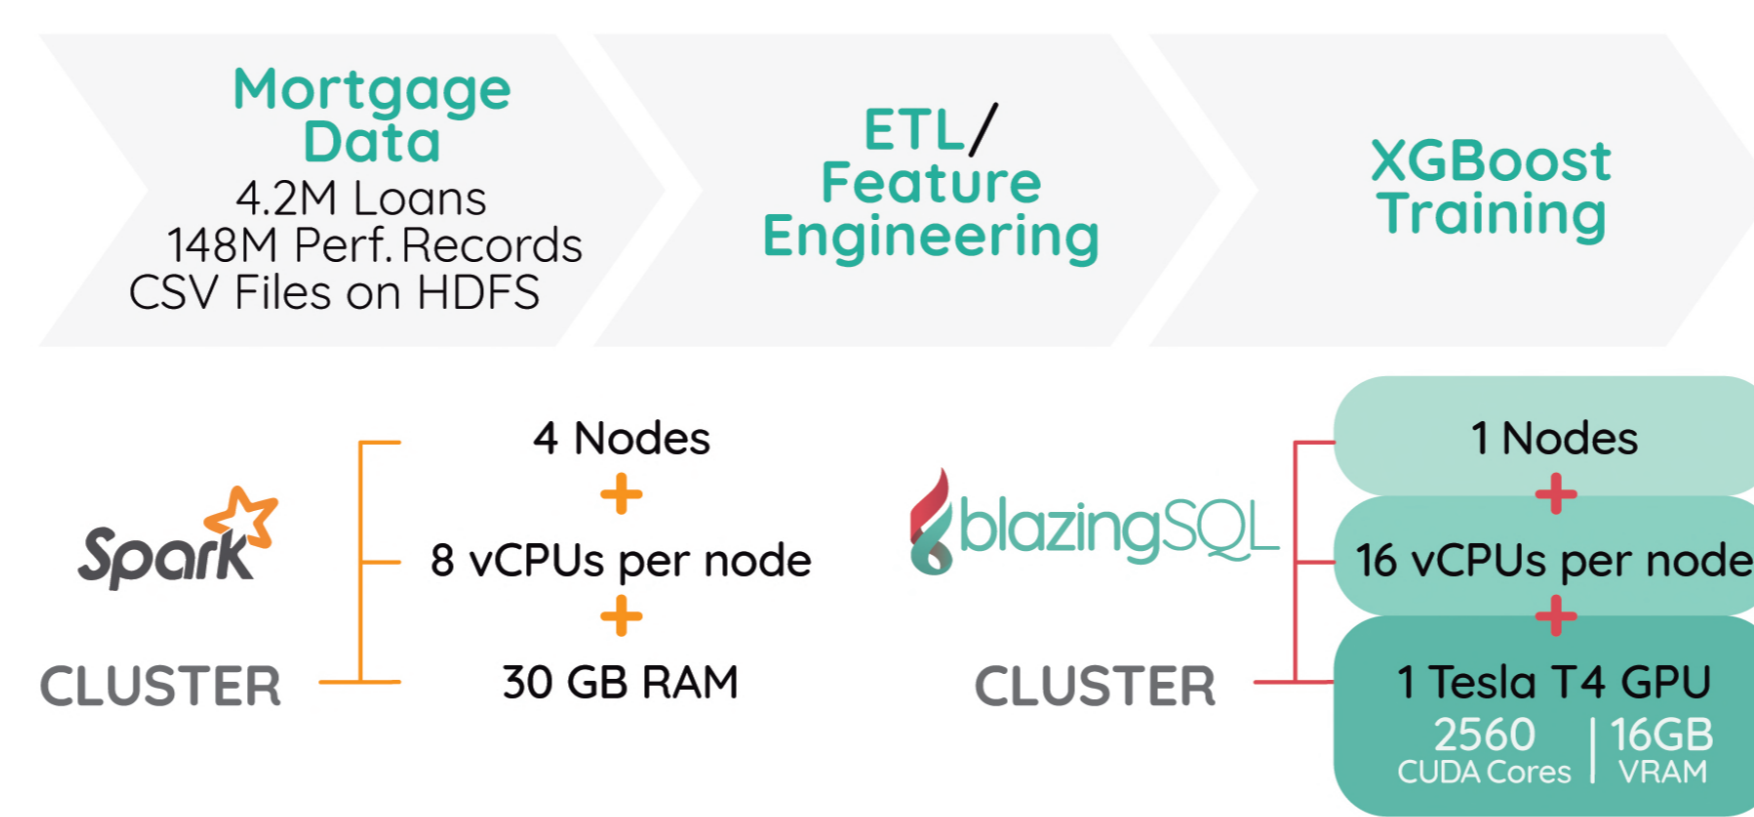 Mortgage
Data
4.2M Loans
148M Perf. Records
CSV Files on HDFS
ETL/
Feature
Engineering
XGBoost
Training
Spark
CLUSTER
4 Nodes
+
8 vCPUs per node
+
30 GB RAM
blazingSQL
CLUSTER
1 Nodes
+
16 vCPUs per node
+
1 Tesla T4 GPU
2560
CUDA Cores
16GB
VRAM